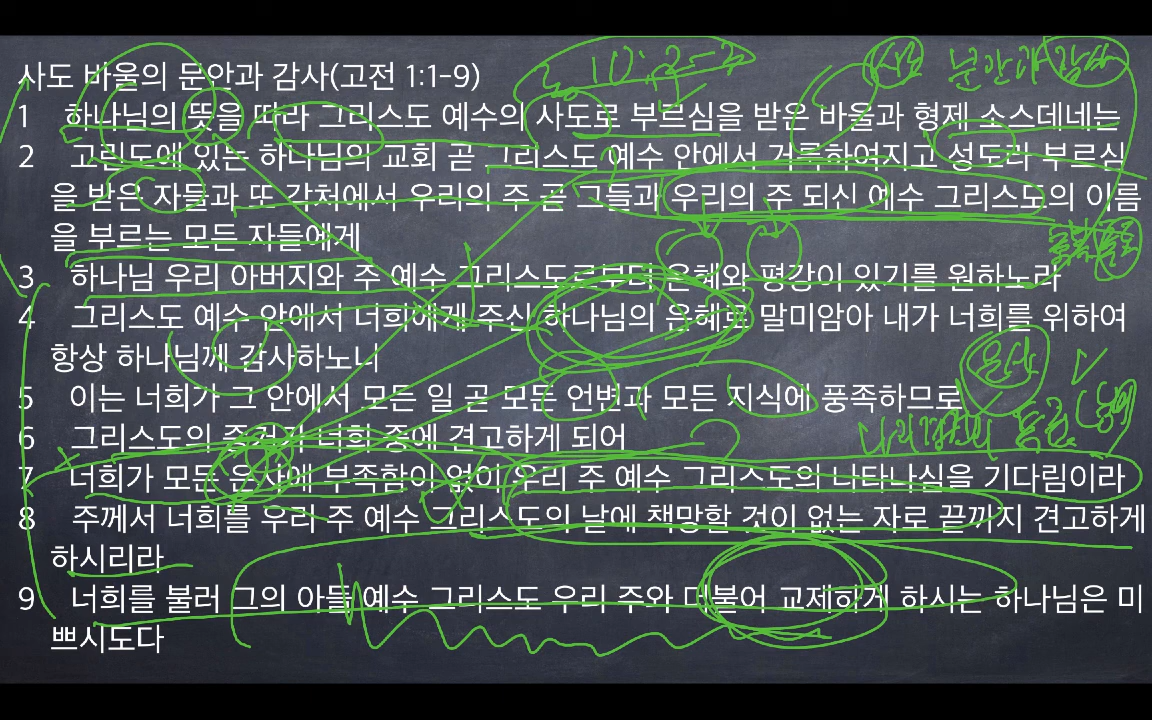 사도 바울의 문안과 감사(고전 1:1-9)
1 하나님의 뜻을 따라 그리스도 예수의 사도로 부르심을 받은 바울과 형제 소스데네는
2 고린도에 있는 하나님의 교회 곧 그리스도 예수 안에서 거룩하여지고 성도라 부르심
을 받은 자들과 또 각처에서 우리의 주 곧 그들과 우리의 주 되신 예수 그리스도의 이름
을 부르는 모든 자들에게
3 하나님 우리 아버지와 주 예수 그리스도로부터 은혜와 평강이 있기를 원하노라
4 그리스도 예수 안에서 너희에게 주신 하나님의 은혜로 말미암아 내가 너희를 위하여
항상 하나님께 감사하노니
5 이는 너희가 그 안에서 모든 일 곧 모든 언변과 모든 지식에 풍족하므로
6 그리스도의 증거가 너희 중에 견고하게 되어
7 너희가 모든 은사에 부족함이 없이 우리 주 예수 그리스도의 나타나심을 기다림이라
8 주께서 너희를 우리 주 예수 그리스도의 날에 책망할 것이 없는 자로 끝까지 견고하게
하시리라
9 너희를 불러 그의 아들 예수 그리스도 우리 주와 더불어 교제하게 하시는 하나님은 미
쁘시도다
문안과 감사
은사